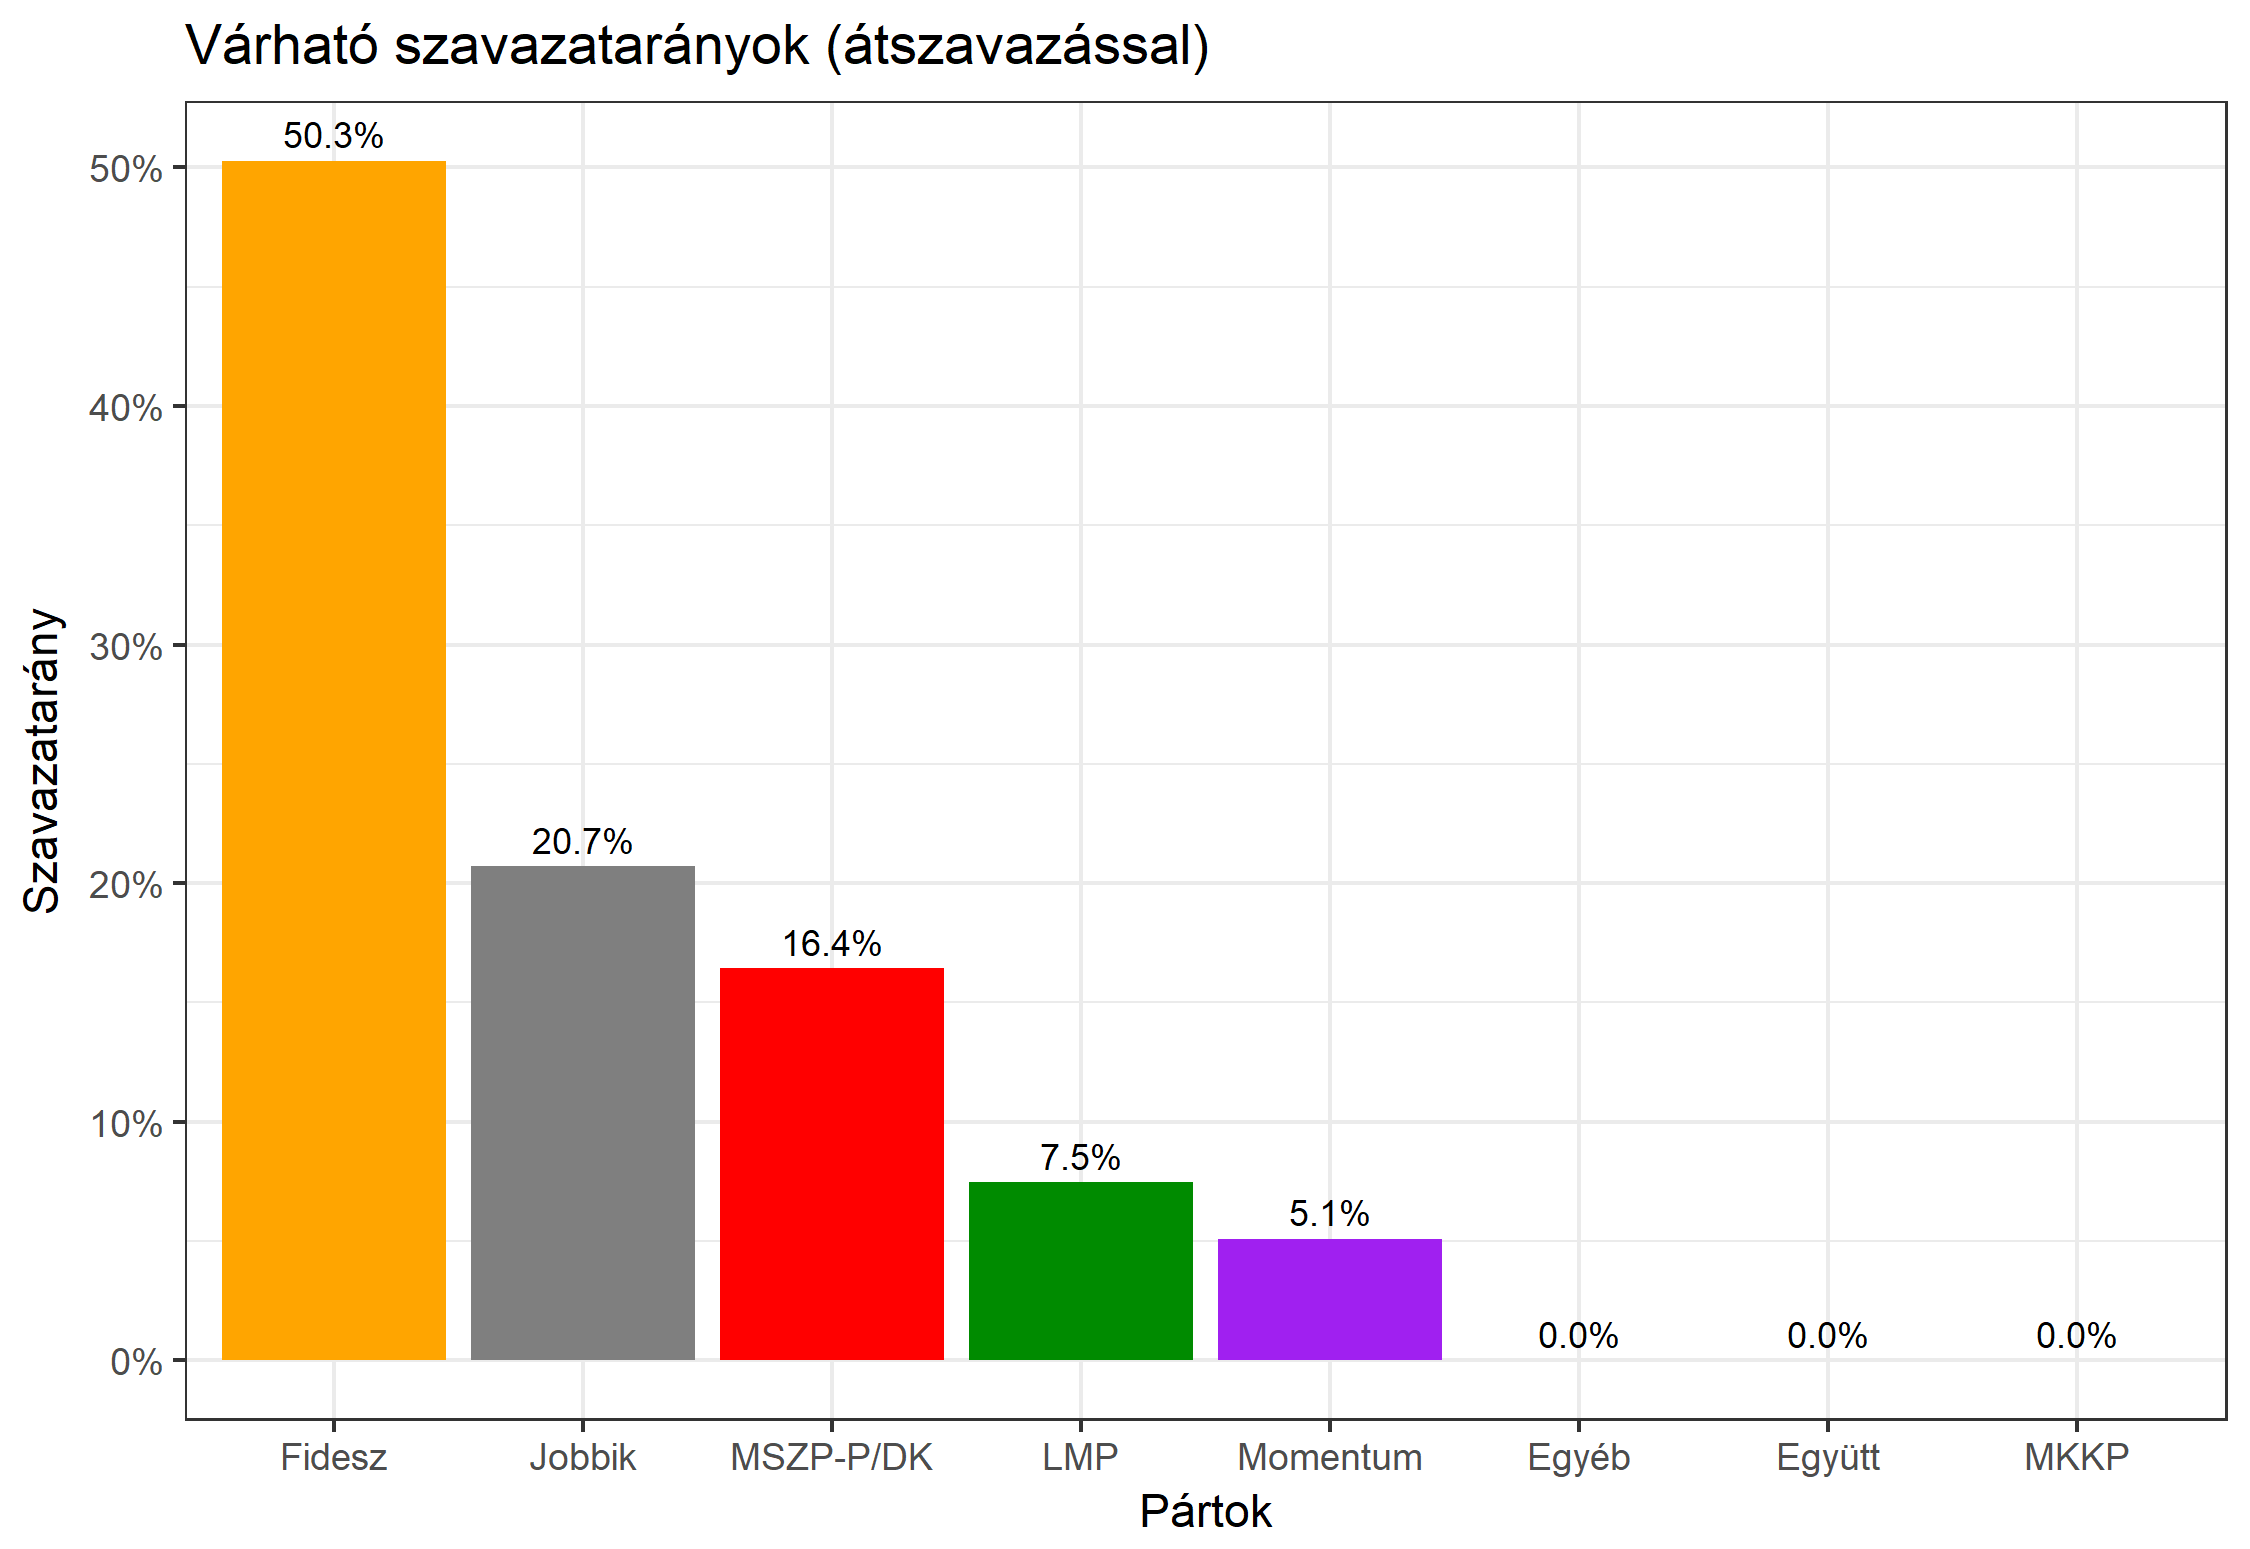 Várható szavazatarányok (átszavazással)
50.3%
50%
40%
30%
20.7%
20%
16.4%
10%
7.5%
5.1%
0.0% 0.0% 0.0%
0%
Szavazatarány
Fidesz Jobbik MSZP-P/DK LMP Momentum Egyéb Együtt MKKP
Pártok